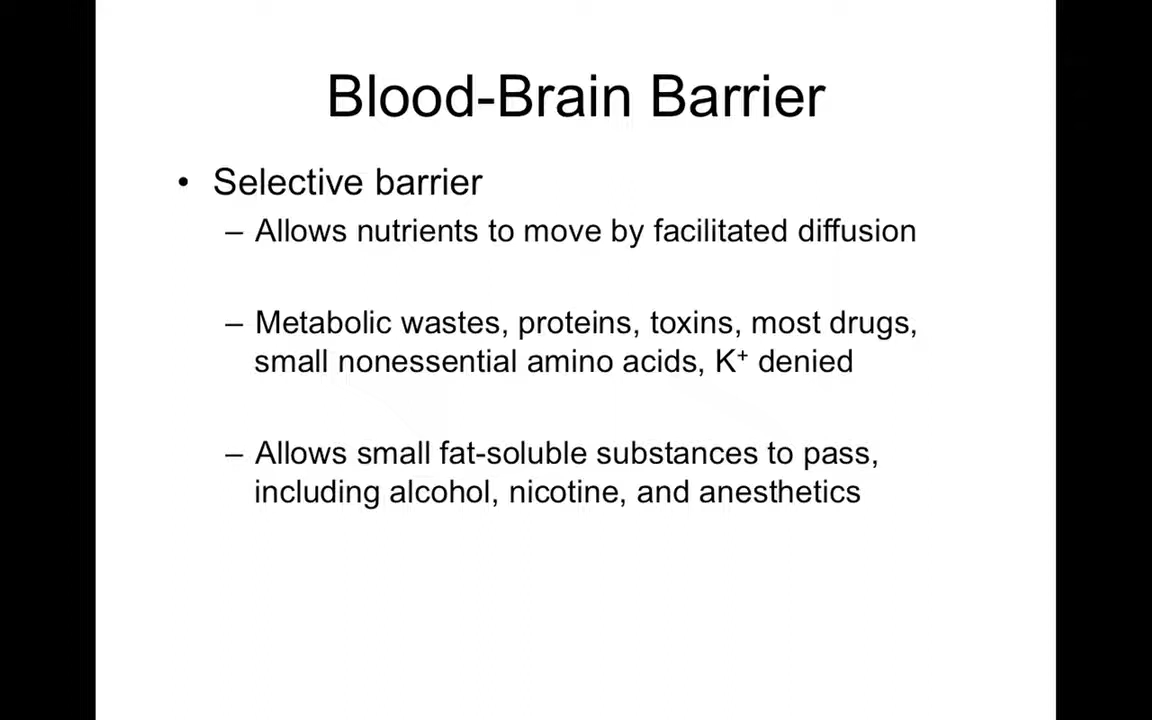 Blood-Brain Barrier
• Selective barrier
– Allows nutrients to move by facilitated diffusion
– Metabolic wastes, proteins, toxins, most drugs,
small nonessential amino acids, K⁺ denied
– Allows small fat-soluble substances to pass,
including alcohol, nicotine, and anesthetics